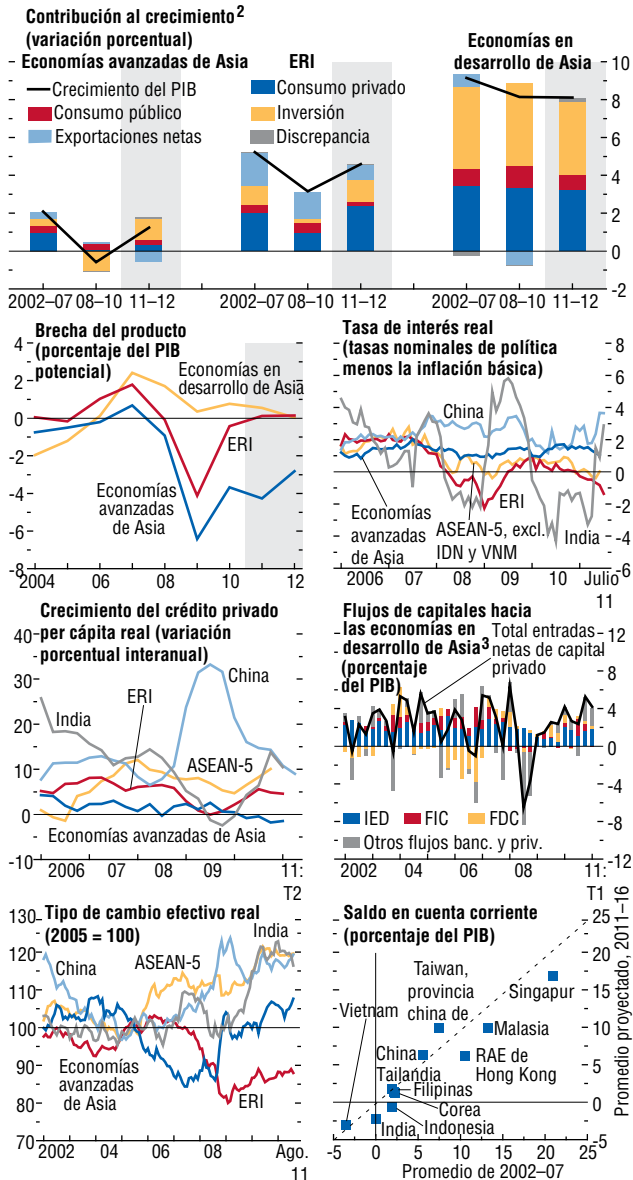 Contribución al crecimiento2
(variación porcentual)
Economías avanzadas de Asia
ERI
Economías en
desarrollo de Asia
Crecimiento del PIB
Consumo privado
Consumo público
Inversión
Exportaciones netas
Discrepancia
10
8
6
4
2
0
-2
2002–07 08–10 11–12
2002–07 08–10 11–12
2002–07 08–10 11–12
Brecha del producto
(porcentaje del PIB
potencial)
4
2
0
-2
-4
-6
-8
Economías en
desarrollo de Asia
ERI
Economías
avanzadas
de Asia
2004 06 08 10 12
Tasa de interés real
(tasas nominales de política
menos la inflación básica)
8
6
4
2
0
-2
-4
-6
China
ERI
Economías
avanzadas
de Asia
ASEAN-5, excl.
IDN y VNM
India
2006 07 08 09 10 Julio
11
Crecimiento del crédito privado
per cápita real (variación
porcentual interanual)
40
30
20
10
0
-10
China
ERI
India
ASEAN-5
Economías avanzadas de Asia
2006 07 08 09 10 11:
T2
Flujos de capitales hacia
las economías en
desarrollo de Asia3
(porcentaje
del PIB)
Total entradas
netas de capital
privado
12
8
4
0
-4
-8
-12
IED
FIC
FDC
Otros flujos banc. y priv.
2002 04 06 08 11:
T1
Tipo de cambio efectivo real
(2005 = 100)
130
120
110
100
90
80
70
India
ASEAN-5
China
Economías
avanzadas
de Asia
ERI
2002 04 06 08 Ago.
11
Saldo en cuenta corriente
(porcentaje del PIB)
25
20
15
10
5
0
-5
Promedio proyectado, 2011–16
Taiwan,
provincia
china de
Singapur
Vietnam
Malasia
China
RAE de
Hong Kong
Tailandia
Filipinas
Corea
India
Indonesia
-5 0 5 10 15 20 25
Promedio de 2002–07